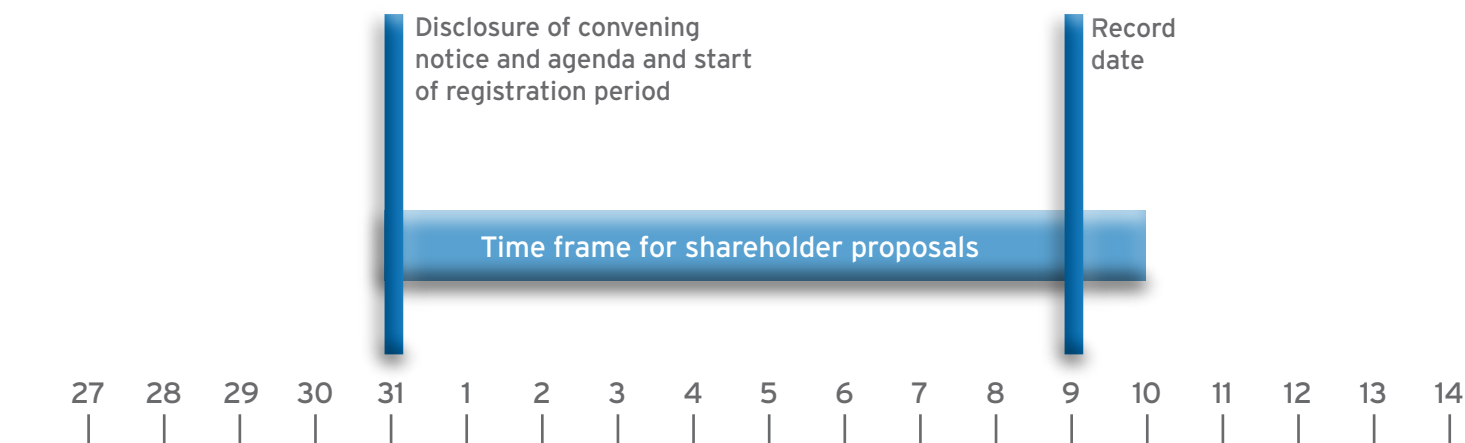 Disclosure of convening
notice and agenda and start
of registration period
Record
date
Time frame for shareholder proposals
27 28 29 30 31 1 2 3 4 5 6 7 8 9 10 11 12 13 14